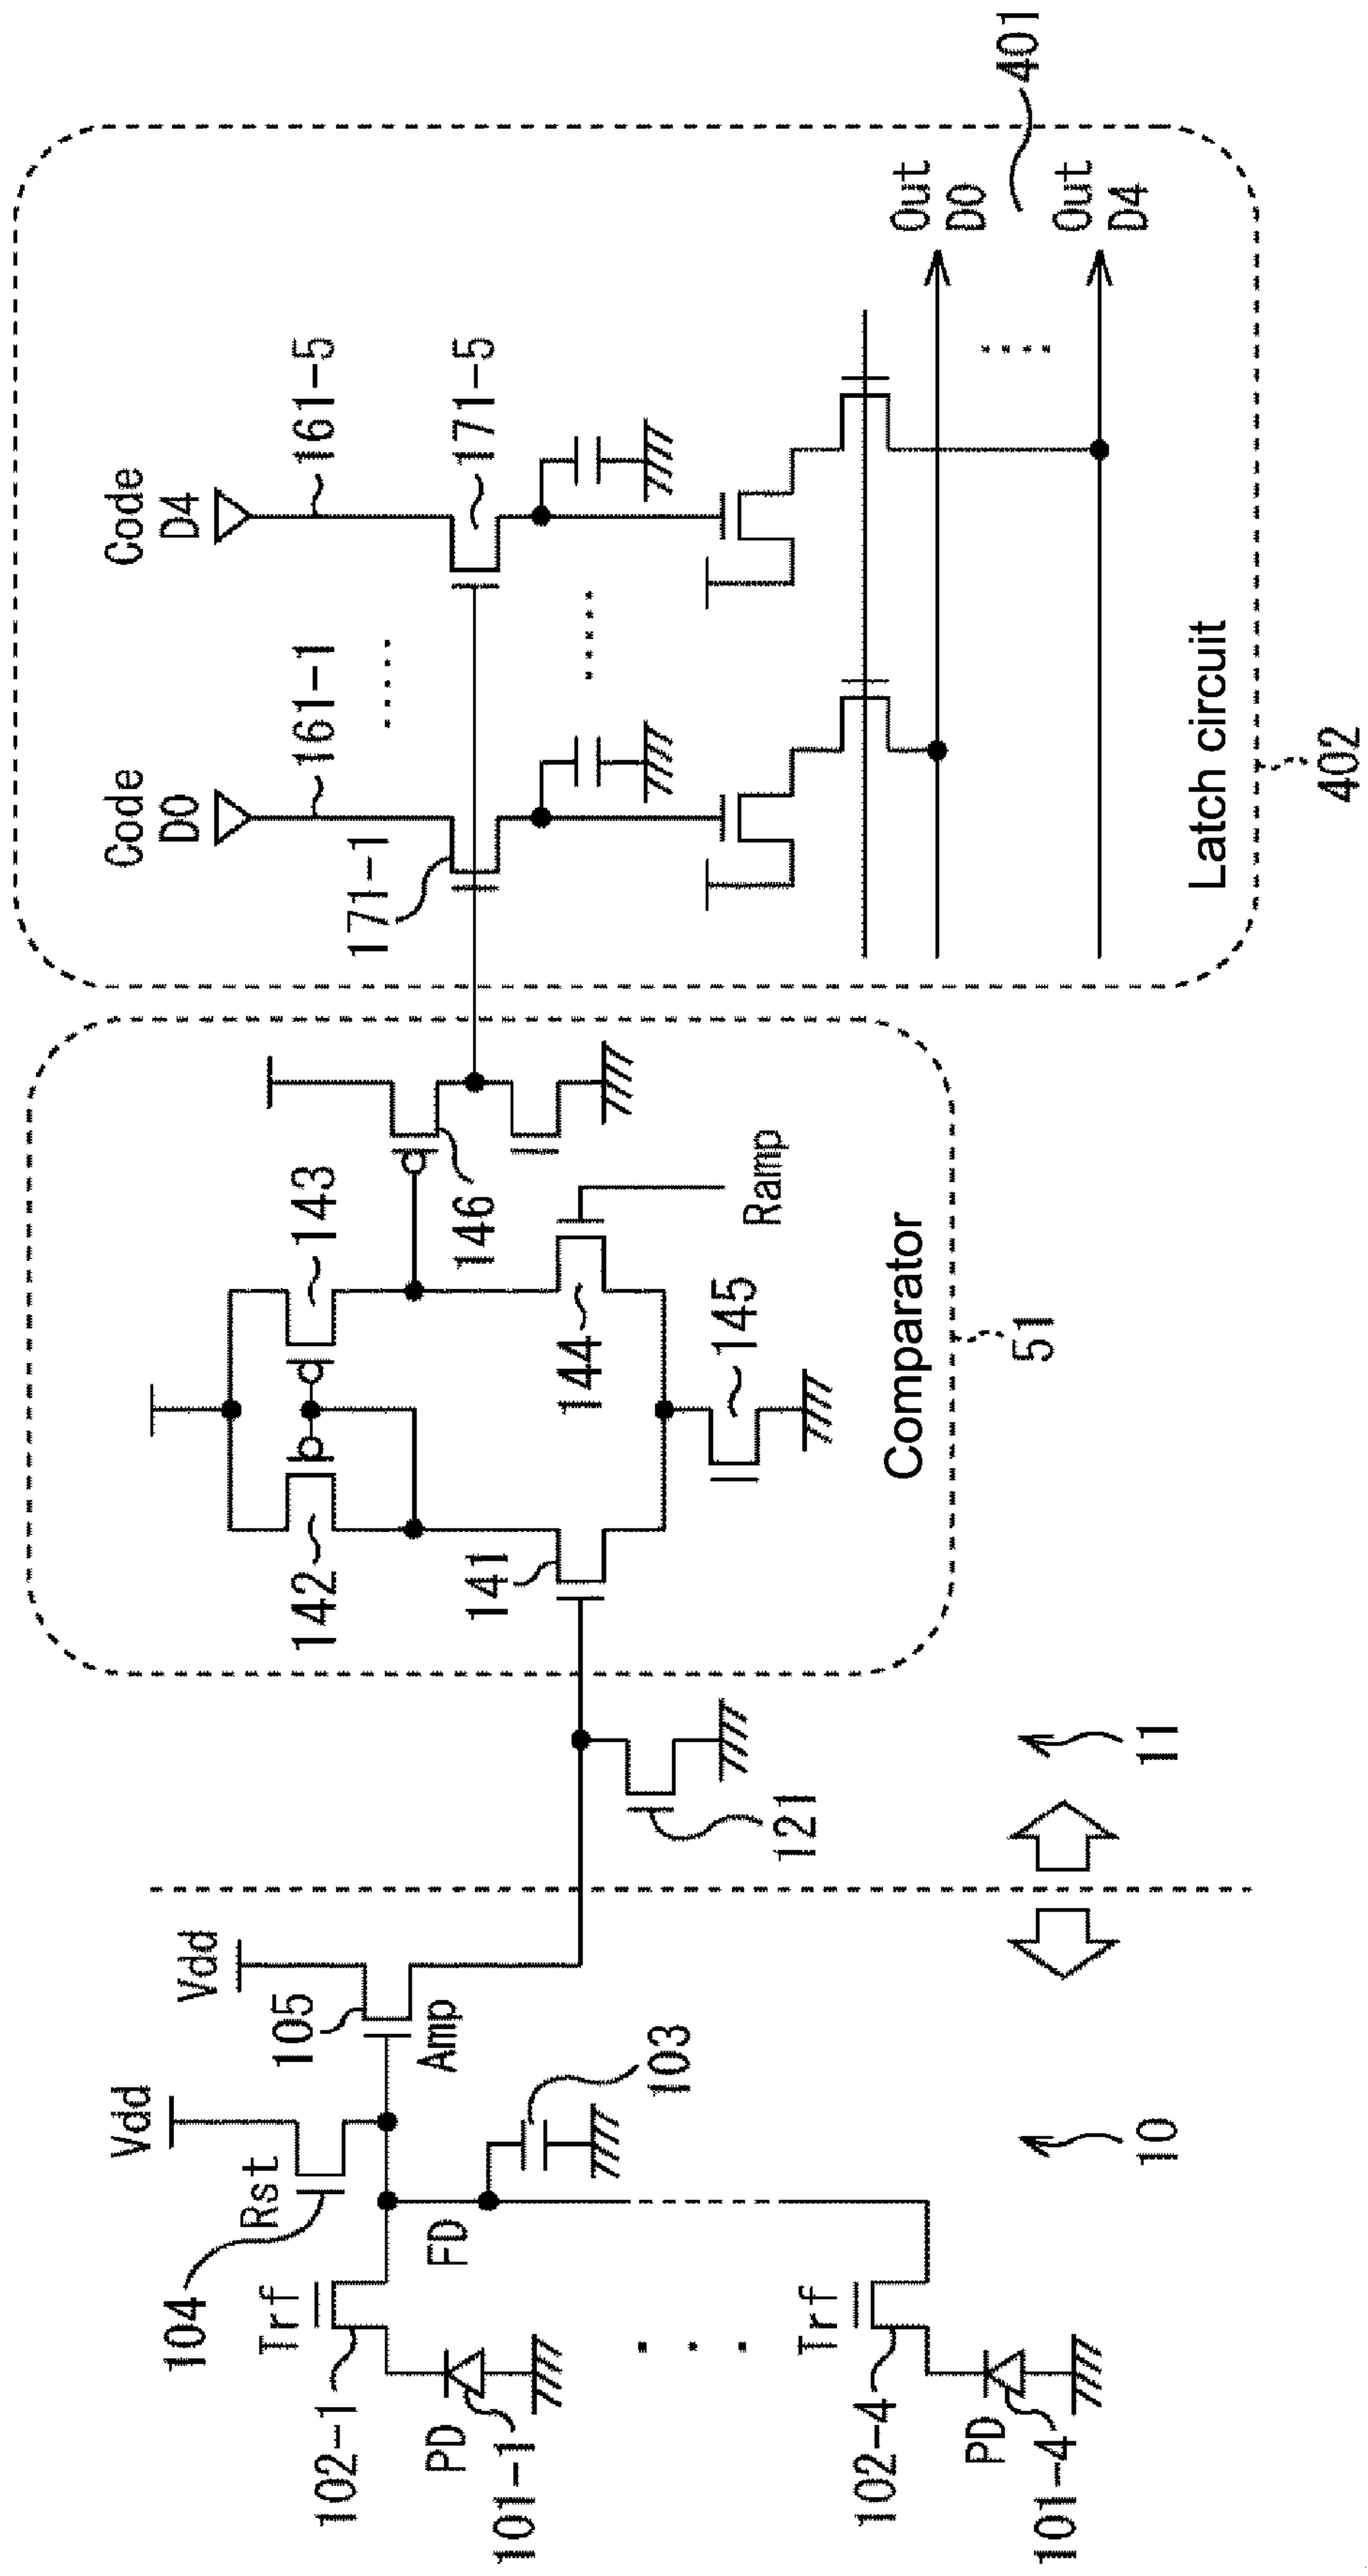 Vdd
Vdd
104
Rst
105
Amp
Trf
102-1
FD
103
PD
101-1
Trf
102-4
PD
101-4
10
11
121
142
143
141
144
145
146
Ramp
Comparator
51
Code
D0
161-1
171-1
Code
D4
161-5
171-5
Out
D0
Out
D4
401
Latch circuit
402